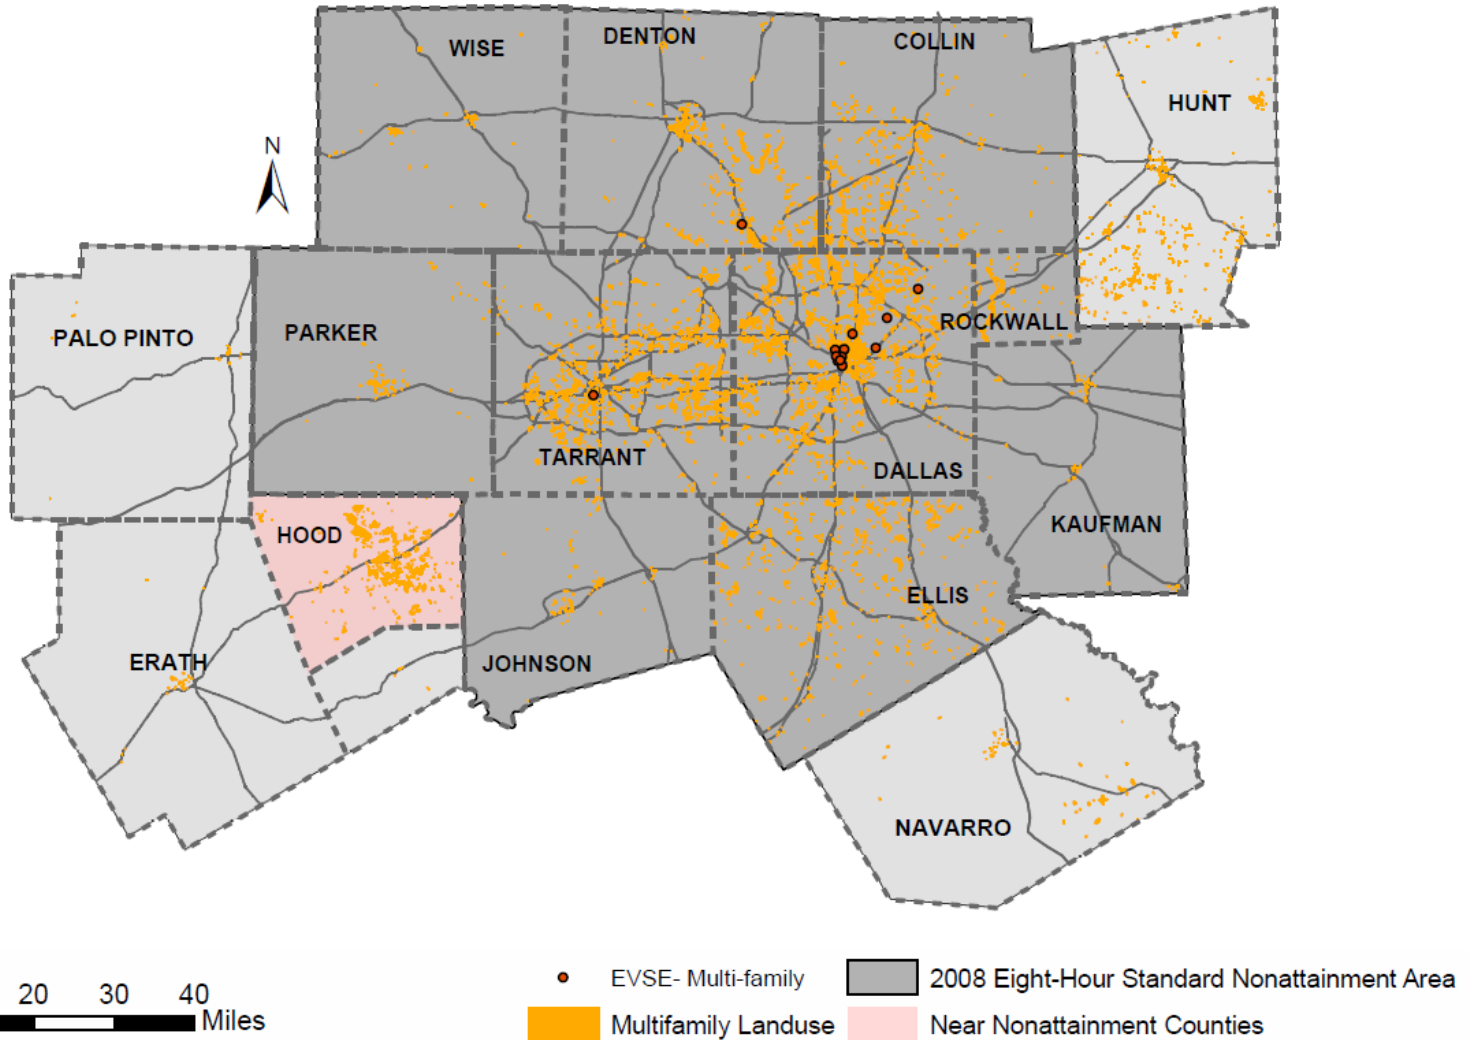 WISE
DENTON
COLLIN
HUNT
N
PALO PINTO
PARKER
ROCKWALL
TARRANT
DALLAS
HOOD
KAUFMAN
ELLIS
ERATH
JOHNSON
NAVARRO
20 30 40
Miles
EVSE- Multi-family
2008 Eight-Hour Standard Nonattainment Area
Multifamily Landuse
Near Nonattainment Counties